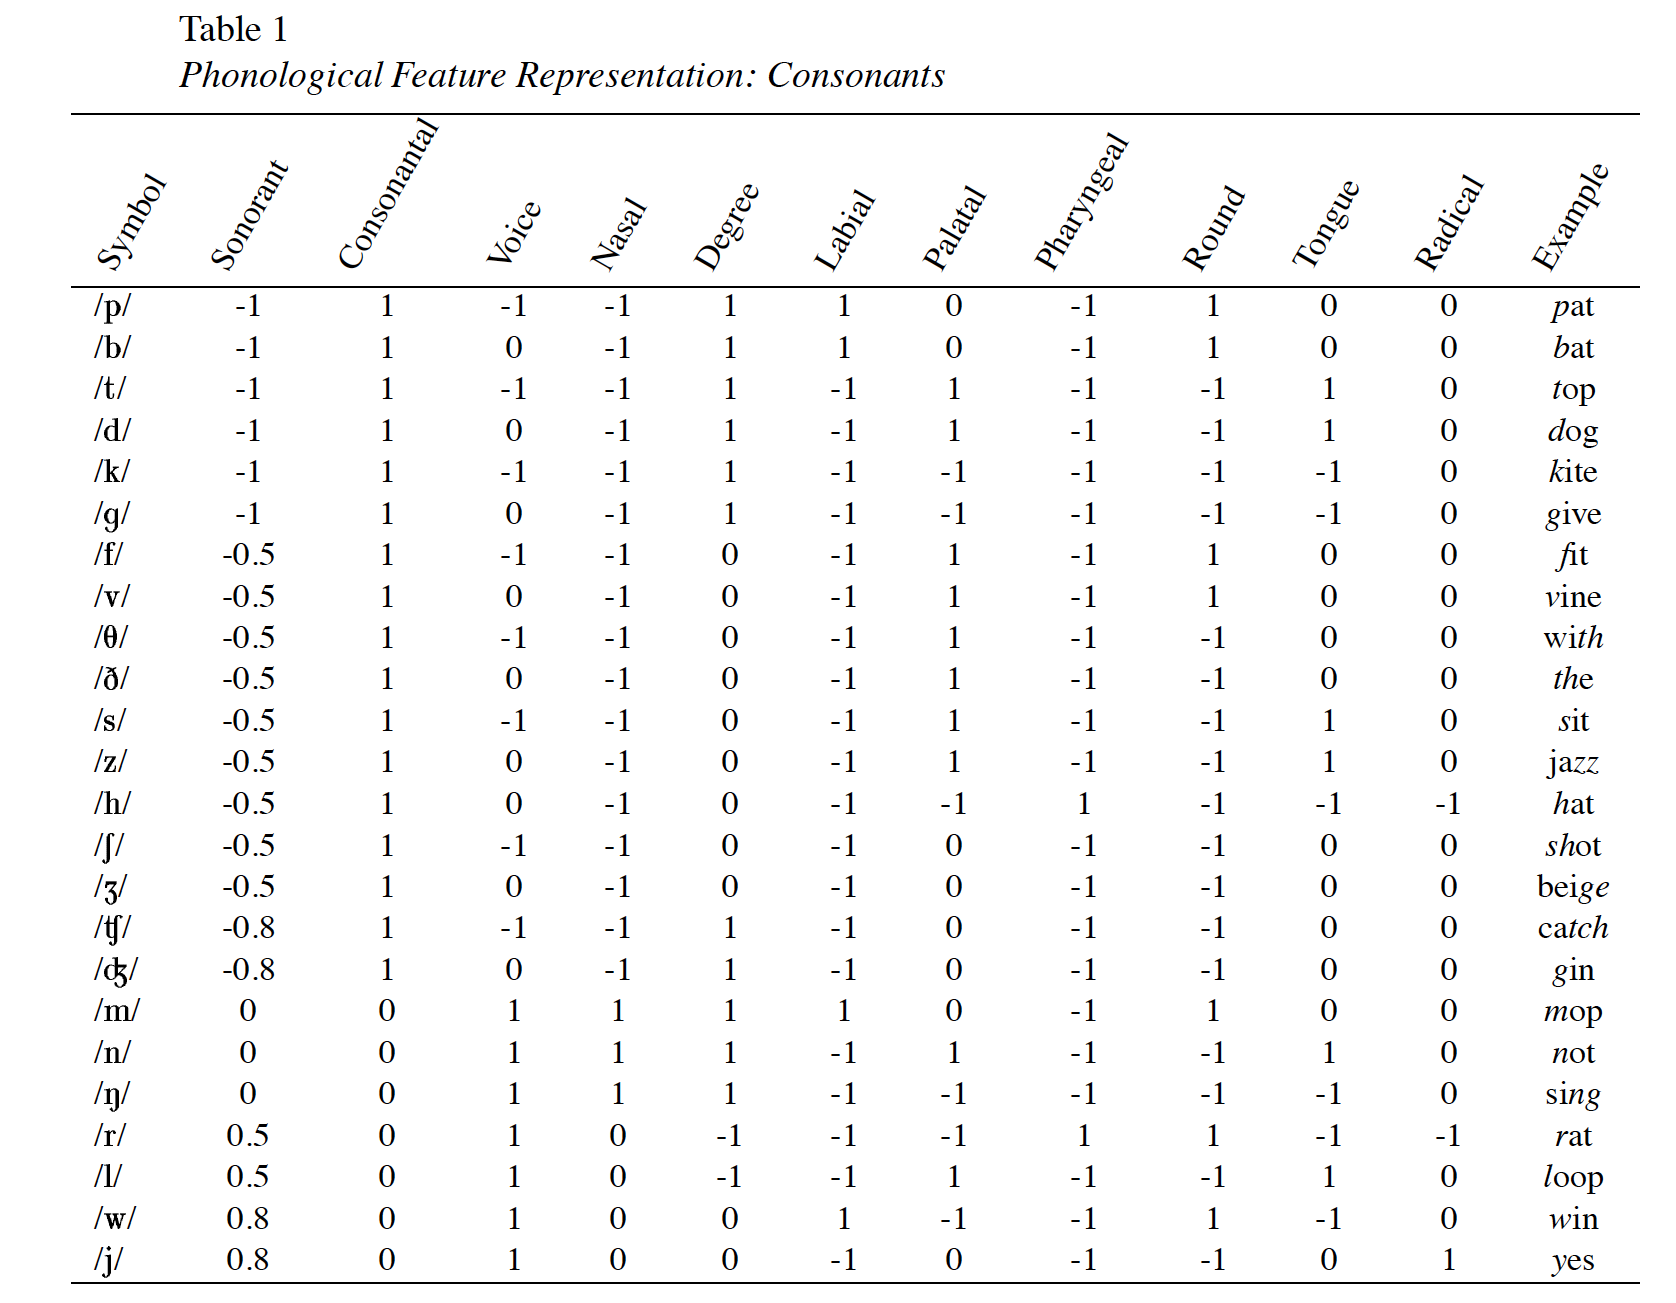 Table 1
Phonological Feature Representation: Consonants
Symbol Sonorant Consonantal Voice Nasal Degree Labial Palatal Pharyngeal Round Tongue Radical Example
/p/ -1 1 -1 -1 1 1 0 -1 1 0 0 pat
/b/ -1 1 0 -1 1 1 0 -1 1 0 0 bat
/t/ -1 1 -1 -1 1 -1 1 -1 -1 1 0 top
/d/ -1 1 0 -1 1 -1 1 -1 -1 1 0 dog
/k/ -1 1 -1 -1 1 -1 -1 -1 -1 -1 0 kite
/ɡ/ -1 1 0 -1 1 -1 -1 -1 -1 -1 0 give
/f/ -0.5 1 -1 -1 0 -1 1 -1 1 0 0 fit
/v/ -0.5 1 0 -1 0 -1 1 -1 1 0 0 vine
/θ/ -0.5 1 -1 -1 0 -1 1 -1 -1 0 0 with
/ð/ -0.5 1 0 -1 0 -1 1 -1 -1 0 0 the
/s/ -0.5 1 -1 -1 0 -1 1 -1 -1 1 0 sit
/z/ -0.5 1 0 -1 0 -1 1 -1 -1 1 0 jazz
/h/ -0.5 1 0 -1 0 -1 -1 1 -1 -1 -1 hat
/ʃ/ -0.5 1 -1 -1 0 -1 0 -1 -1 0 0 shot
/ʒ/ -0.5 1 0 -1 0 -1 0 -1 -1 0 0 beige
/ʧ/ -0.8 1 -1 -1 1 -1 0 -1 -1 0 0 catch
/ʤ/ -0.8 1 0 -1 1 -1 0 -1 -1 0 0 gin
/m/ 0 0 1 1 1 1 0 -1 1 0 0 mop
/n/ 0 0 1 1 1 -1 1 -1 -1 1 0 not
/ŋ/ 0 0 1 1 1 -1 -1 -1 -1 -1 0 sing
/r/ 0.5 0 1 0 -1 -1 -1 1 1 -1 -1 rat
/l/ 0.5 0 1 0 -1 -1 1 -1 -1 1 0 loop
/w/ 0.8 0 1 0 0 1 -1 -1 1 -1 0 win
/j/ 0.8 0 1 0 0 -1 0 -1 -1 0 1 yes